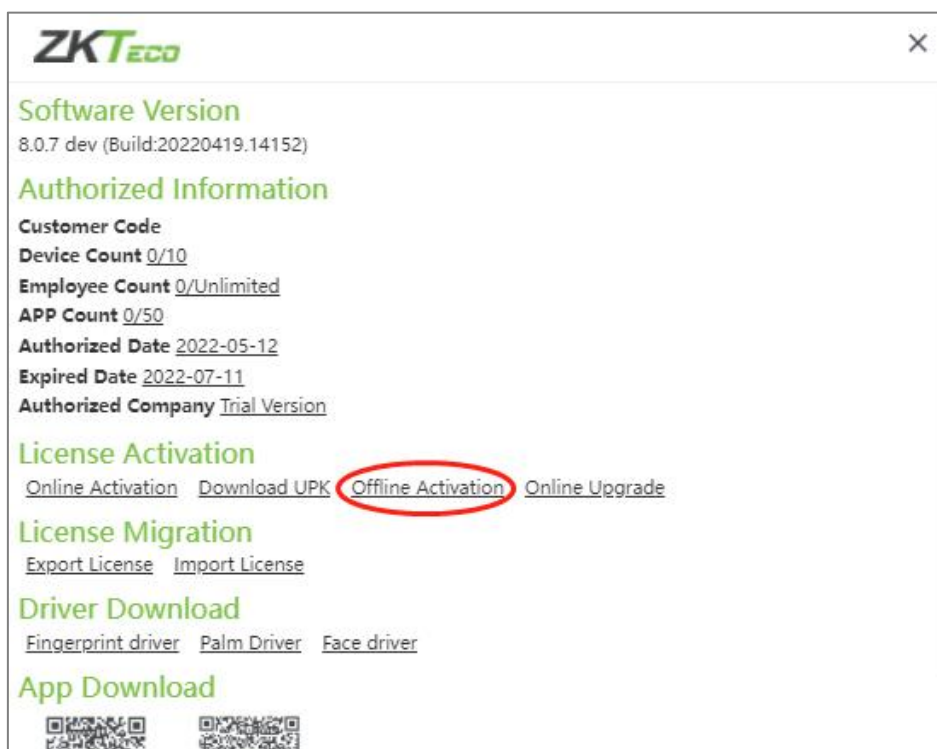 ZKTeco
Software Version
8.0.7 dev (Build:20220419.14152)
Authorized Information
Customer Code
Device Count 0/10
Employee Count 0/Unlimited
APP Count 0/50
Authorized Date 2022-05-12
Expired Date 2022-07-11
Authorized Company Trial Version
License Activation
Online Activation Download UPK Offline Activation Online Upgrade
License Migration
Export License Import License
Driver Download
Fingerprint driver Palm Driver Face driver
App Download